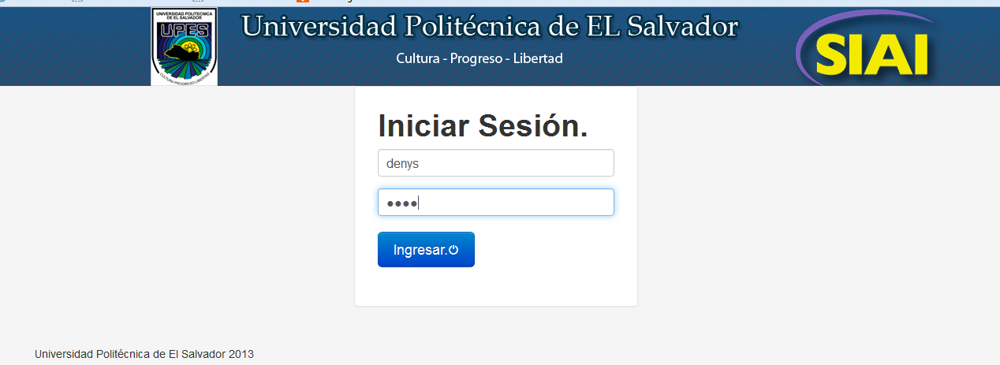 UNIVERSIDAD POLITECNICA
DE EL SALVADOR
UPES
CULTURA PROGRESO LIBERTAD
Universidad Politécnica de EL Salvador
Cultura - Progreso - Libertad
SIAI
Iniciar Sesión.
denys
••••
Ingresar.
Universidad Politécnica de El Salvador 2013